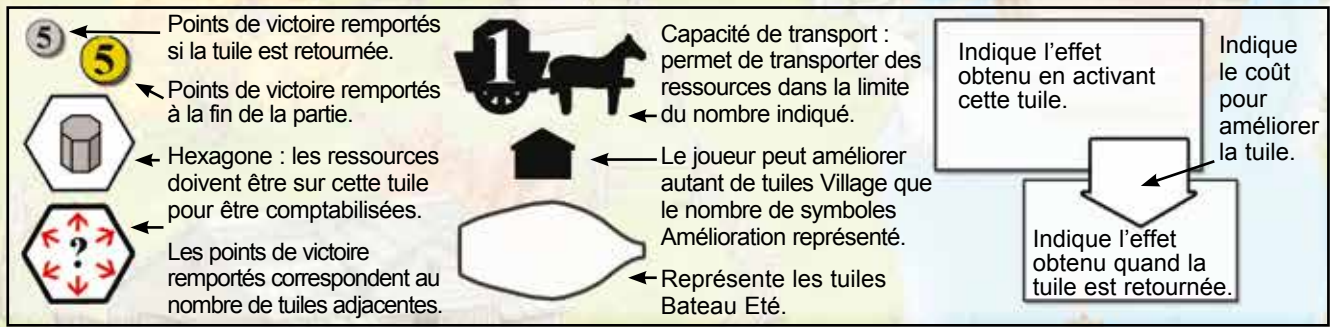 5
Points de victoire remportés
si la tuile est retournée.
5
Points de victoire remportés
à la fin de la partie.
Hexagone : les ressources
doivent être sur cette tuile
pour être comptabilisées.
?
Les points de victoire
remportés correspondent au
nombre de tuiles adjacentes.
1
Capacité de transport :
permet de transporter des
ressources dans la limite
du nombre indiqué.
Le joueur peut améliorer
autant de tuiles Village que
le nombre de symboles
Amélioration représenté.
Représente les tuiles
Bateau Eté.
Indique l'effet
obtenu en activant
cette tuile.
Indique
le coût
pour
améliorer
la tuile.
Indique l'effet
obtenu quand la
tuile est retournée.